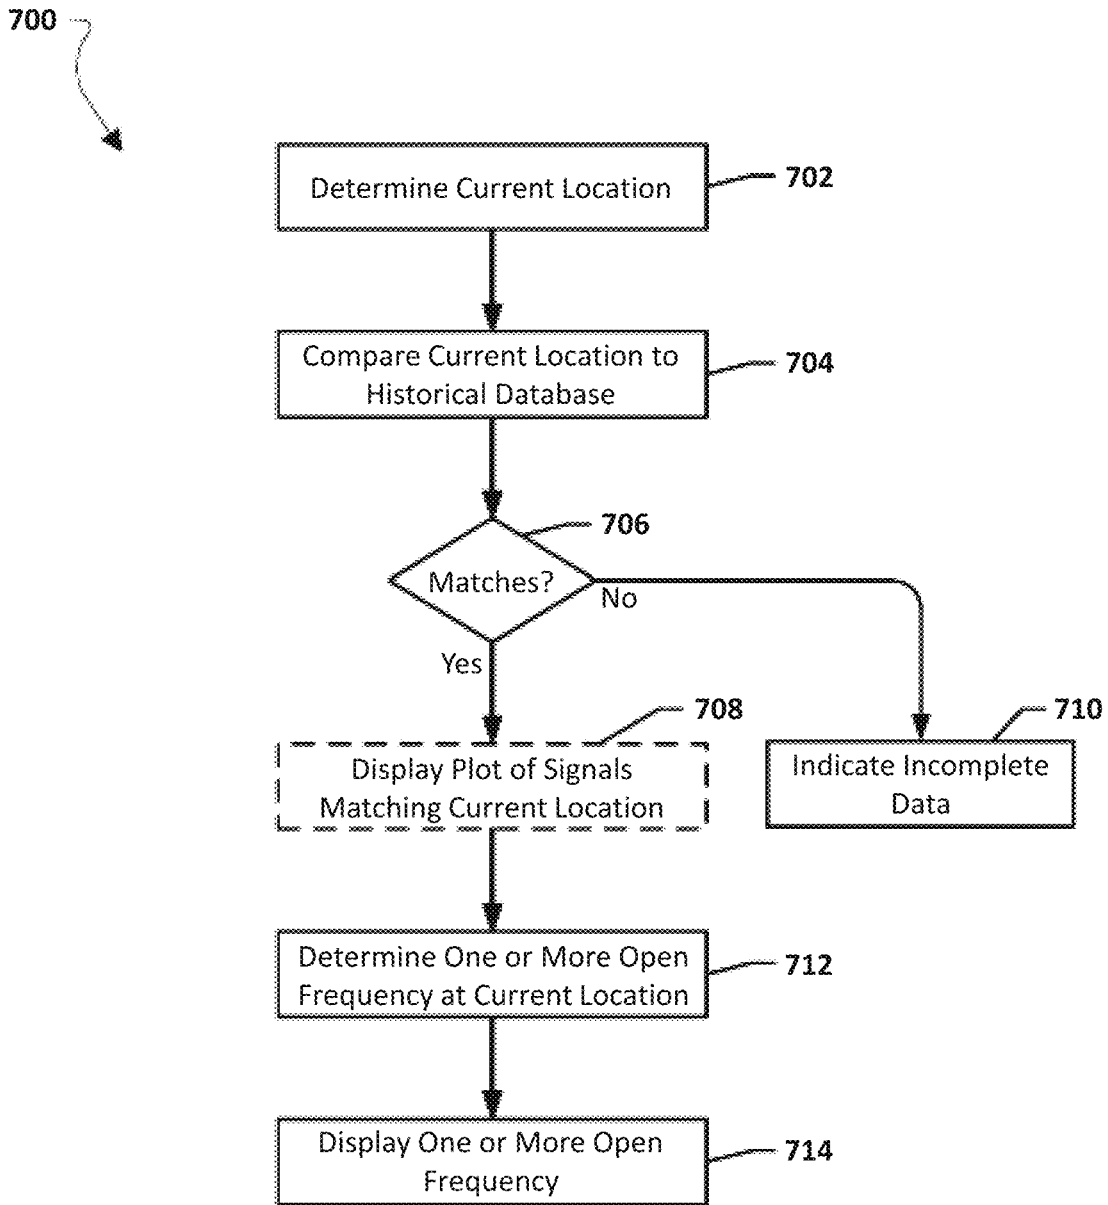 700
Determine Current Location
702
Compare Current Location to
Historical Database
704
706
Matches?
No
Yes
708
710
Display Plot of Signals
Matching Current Location
Indicate Incomplete
Data
Determine One or More Open
Frequency at Current Location
712
Display One or More Open
Frequency
714